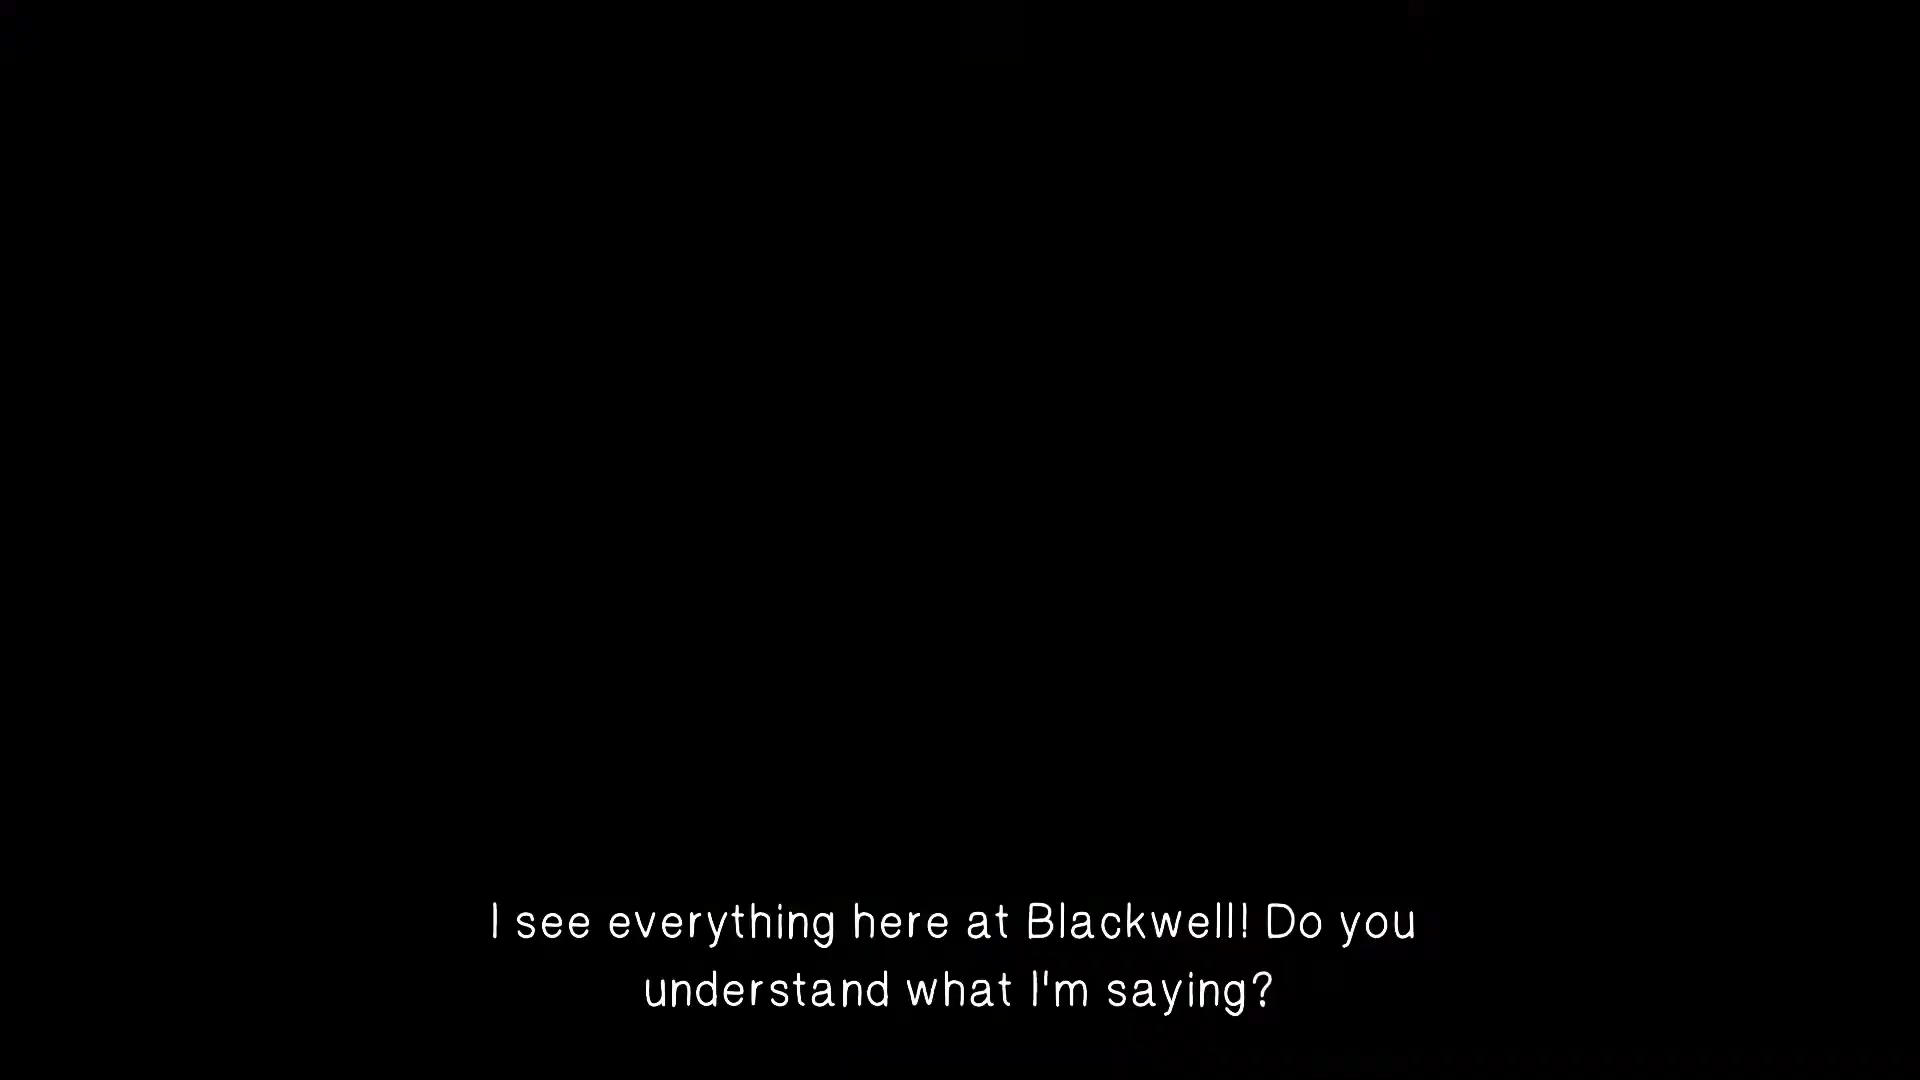 I see everything here at Blackwell! Do you
understand what I'm saying?